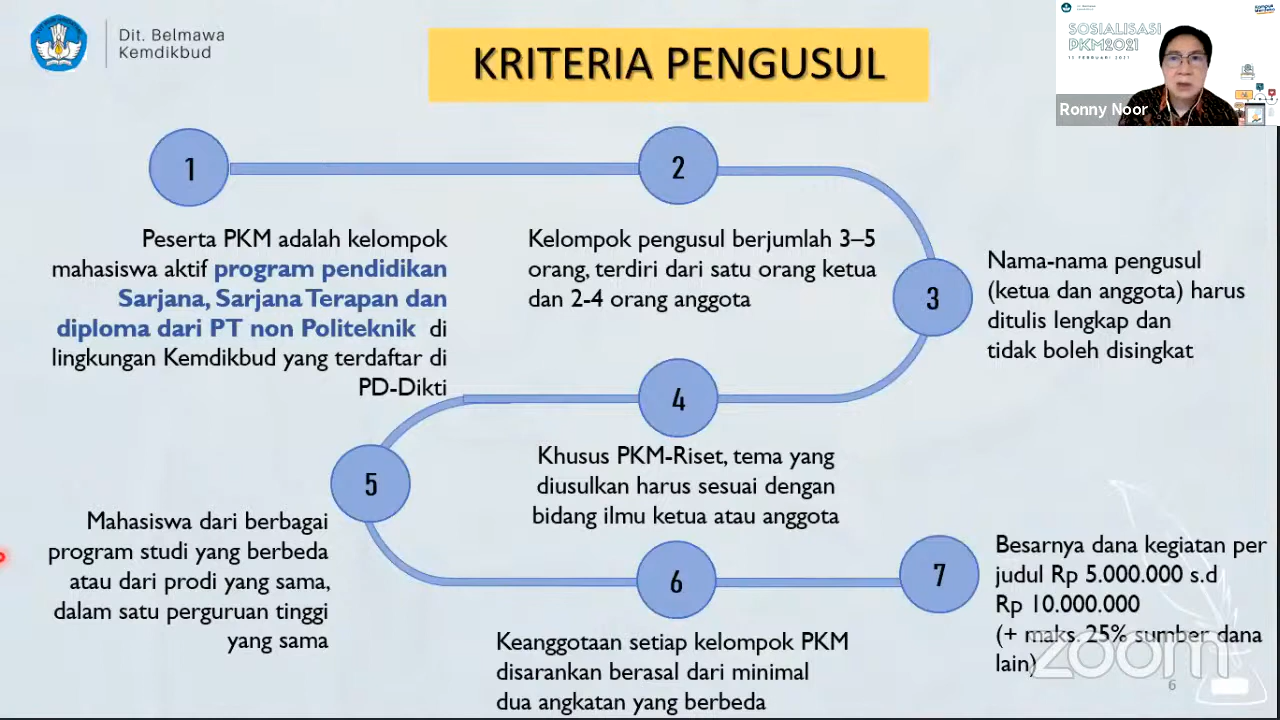 Dit. Belmawa
Kemdikbud
KRITERIA PENGUSUL
SOSIALISASI
PKM2021
Ronny Noor
1
Peserta PKM adalah kelompok
mahasiswa aktif program pendidikan
Sarjana, Sarjana Terapan dan
diploma dari PT non Politeknik di
lingkungan Kemdikbud yang terdaftar di
PD-Dikti
2
Kelompok pengusul berjumlah 3–5
orang, terdiri dari satu orang ketua
dan 2-4 orang anggota
3
Nama-nama pengusul
(ketua dan anggota) harus
ditulis lengkap dan
tidak boleh disingkat
4
Khusus PKM-Riset, tema yang
diusulkan harus sesuai dengan
bidang ilmu ketua atau anggota
5
Mahasiswa dari berbagai
program studi yang berbeda
atau dari prodi yang sama,
dalam satu perguruan tinggi
yang sama
6
Keanggotaan setiap kelompok PKM
disarankan berasal dari minimal
dua angkatan yang berbeda
7
Besarnya dana kegiatan per
judul Rp 5.000.000 s.d
Rp 10.000.000
(+ maks. 25% sumber dana
lain)
zoom
6